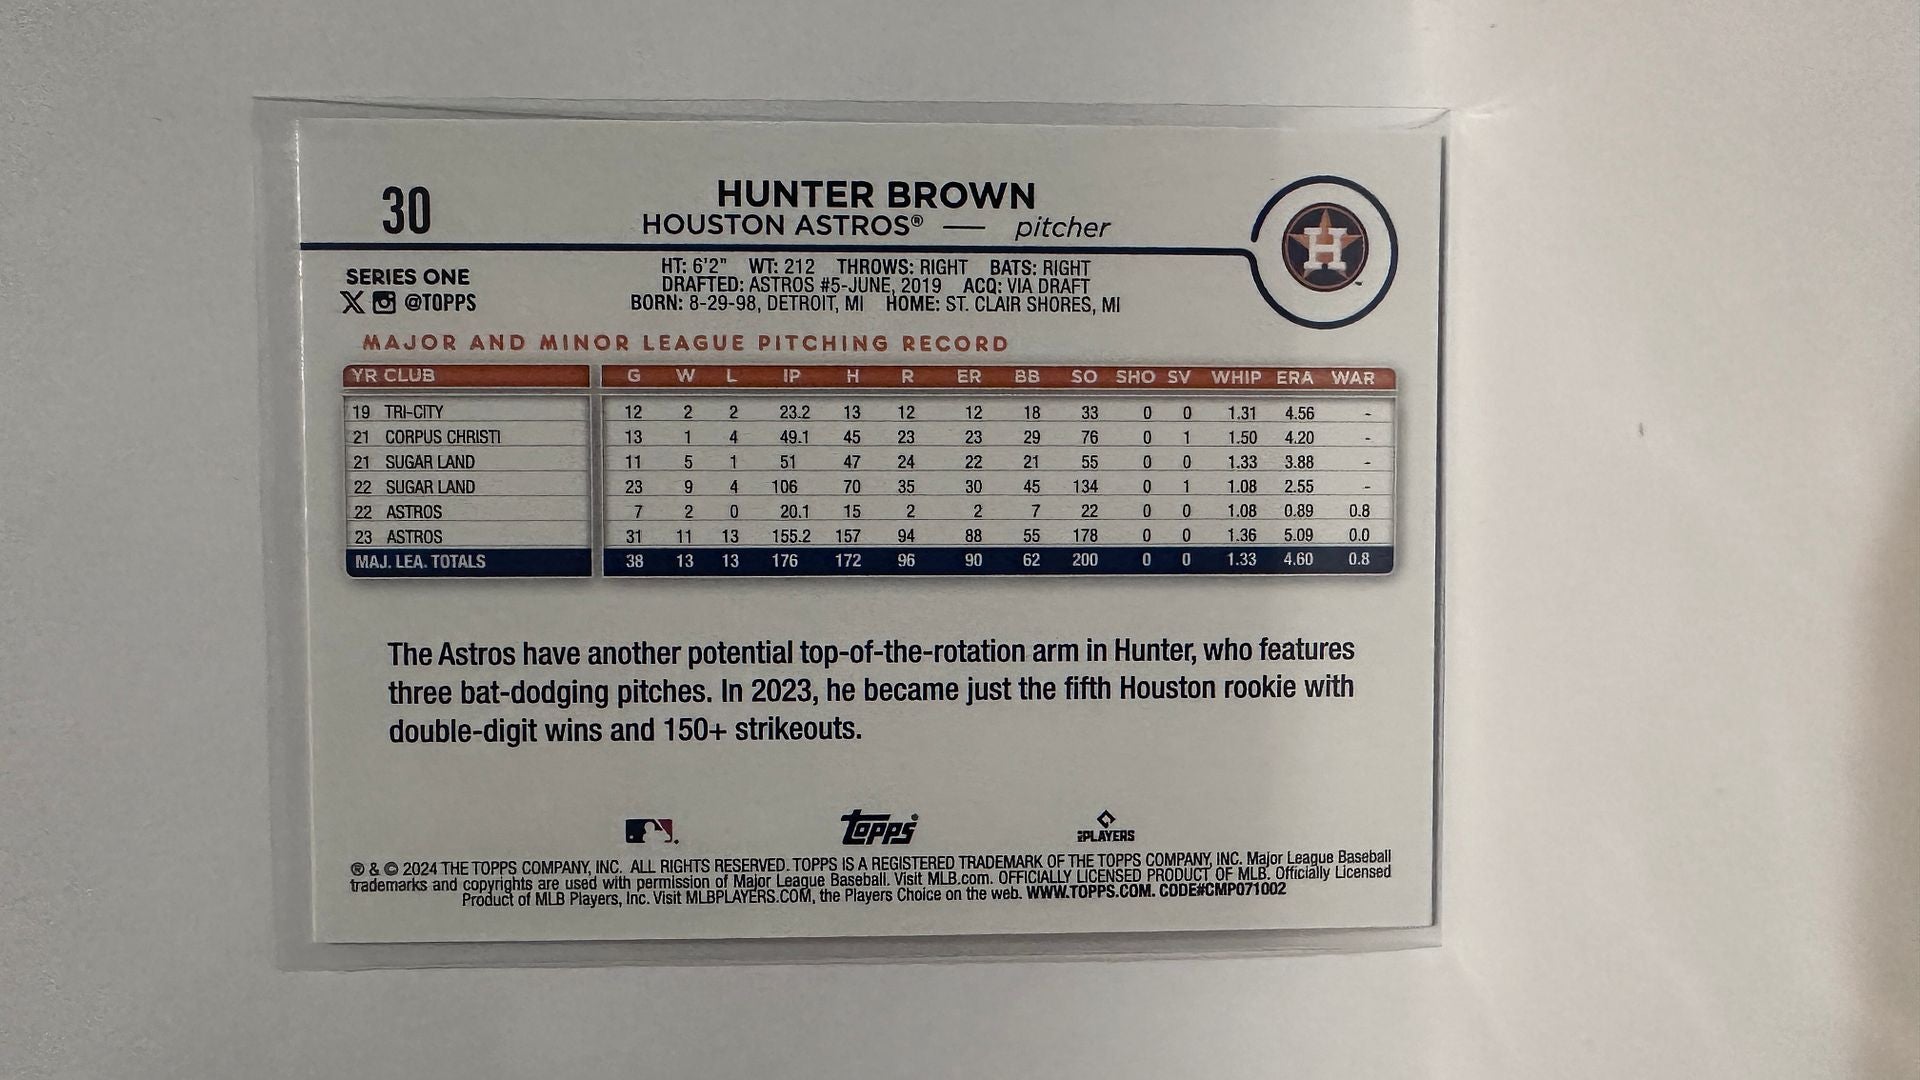 30
HUNTER BROWN
HOUSTON ASTROS® — pitcher
H
SERIES ONE
@TOPPS
HT: 6'2" WT: 212 THROWS: RIGHT BATS: RIGHT
DRAFTED: ASTROS #5-JUNE, 2019 ACQ: VIA DRAFT
BORN: 8-29-98, DETROIT, MI HOME: ST. CLAIR SHORES, MI
MAJOR AND MINOR LEAGUE PITCHING RECORD
YR CLUB G W L IP H R ER BB SO SHO SV WHIP ERA WAR
19 TRI-CITY 12 2 2 23.2 13 12 12 18 33 0 0 1.31 4.56 -
21 CORPUS CHRISTI 13 1 4 49.1 45 23 23 29 76 0 1 1.50 4.20 -
21 SUGAR LAND 11 5 1 51 47 24 22 21 55 0 0 1.33 3.88 -
22 SUGAR LAND 23 9 4 106 70 35 30 45 134 0 1 1.08 2.55 -
22 ASTROS 7 2 0 20.1 15 2 2 7 22 0 0 1.08 0.89 0.8
23 ASTROS 31 11 13 155.2 157 94 88 55 178 0 0 1.36 5.09 0.0
MAJ. LEA. TOTALS 38 13 13 176 172 96 90 62 200 0 0 1.33 4.60 0.8
The Astros have another potential top-of-the-rotation arm in Hunter, who features
three bat-dodging pitches. In 2023, he became just the fifth Houston rookie with
double-digit wins and 150+ strikeouts.
topps
PLAYERS
® & © 2024 THE TOPPS COMPANY, INC. ALL RIGHTS RESERVED. TOPPS IS A REGISTERED TRADEMARK OF THE TOPPS COMPANY, INC. Major League Baseball
trademarks and copyrights are used with permission of Major League Baseball. Visit MLB.com. OFFICIALLY LICENSED PRODUCT OF MLB. Officially Licensed
Product of MLB Players, Inc. Visit MLBPLAYERS.COM, the Players Choice on the web. WWW.TOPPS.COM. CODE#CMP071002